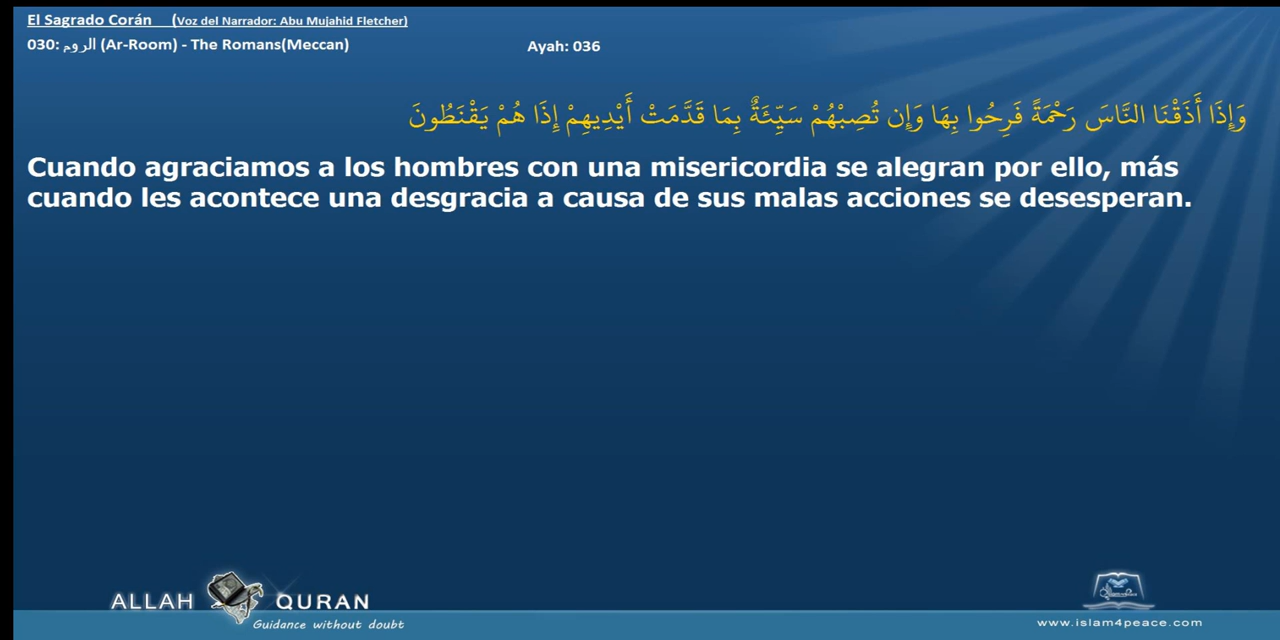 El Sagrado Corán (Voz del Narrador: Abu Mujahid Fletcher)
030: الروم (Ar-Room) - The Romans(Meccan)
Ayah: 036
وَإِذَا أَذَقْنَا النَّاسَ رَحْمَةً فَرِحُوا بِهَا وَإِن تُصِبْهُمْ سَيِّئَةٌ بِمَا قَدَّمَتْ أَيْدِيهِمْ إِذَا هُمْ يَقْنَطُونَ
Cuando agraciamos a los hombres con una misericordia se alegran por ello, más
cuando les acontece una desgracia a causa de sus malas acciones se desesperan.
ALLAH QURAN
Guidance without doubt
www.islam4peace.com